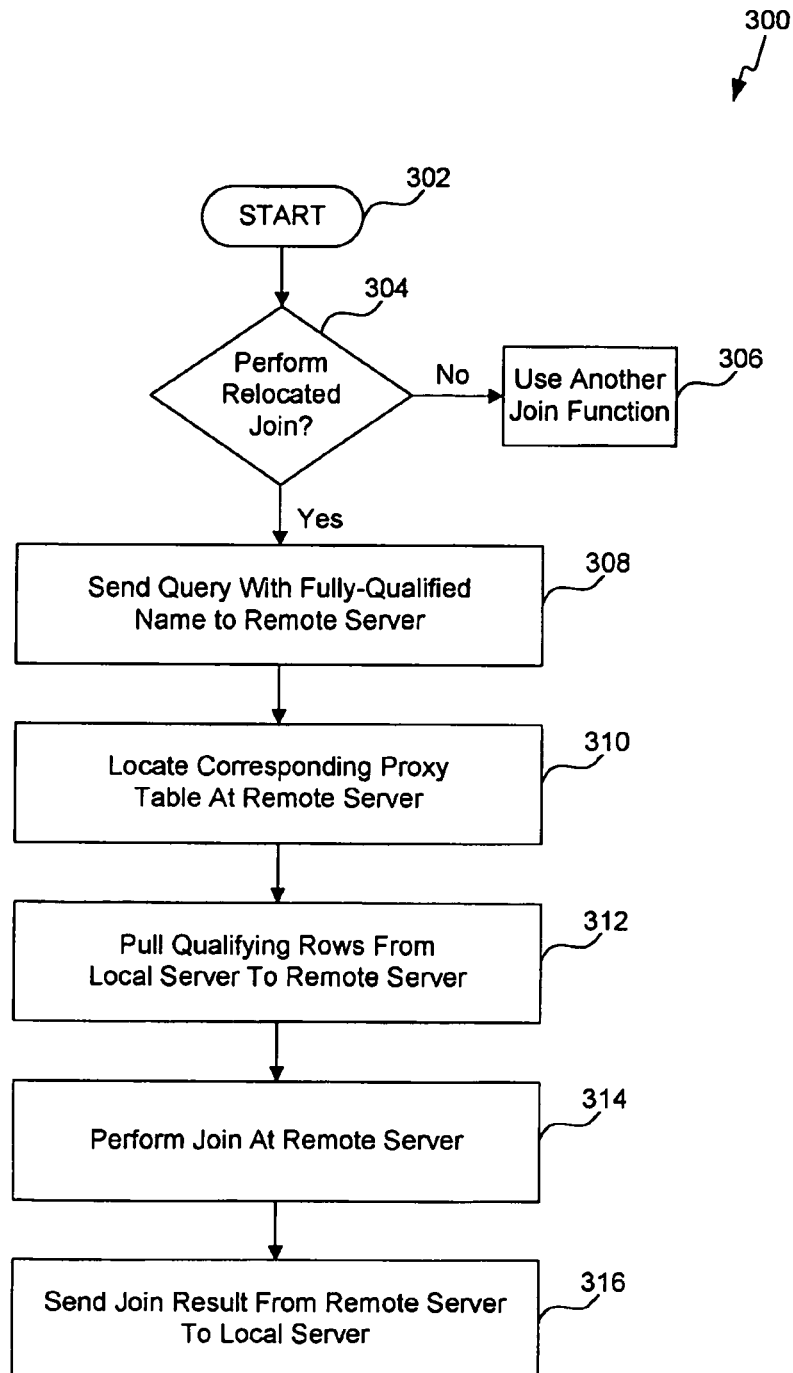 300
302
START
304
Perform
Relocated
Join?
No
Use Another
Join Function
306
Yes
308
Send Query With Fully-Qualified
Name to Remote Server
310
Locate Corresponding Proxy
Table At Remote Server
312
Pull Qualifying Rows From
Local Server To Remote Server
314
Perform Join At Remote Server
316
Send Join Result From Remote Server
To Local Server